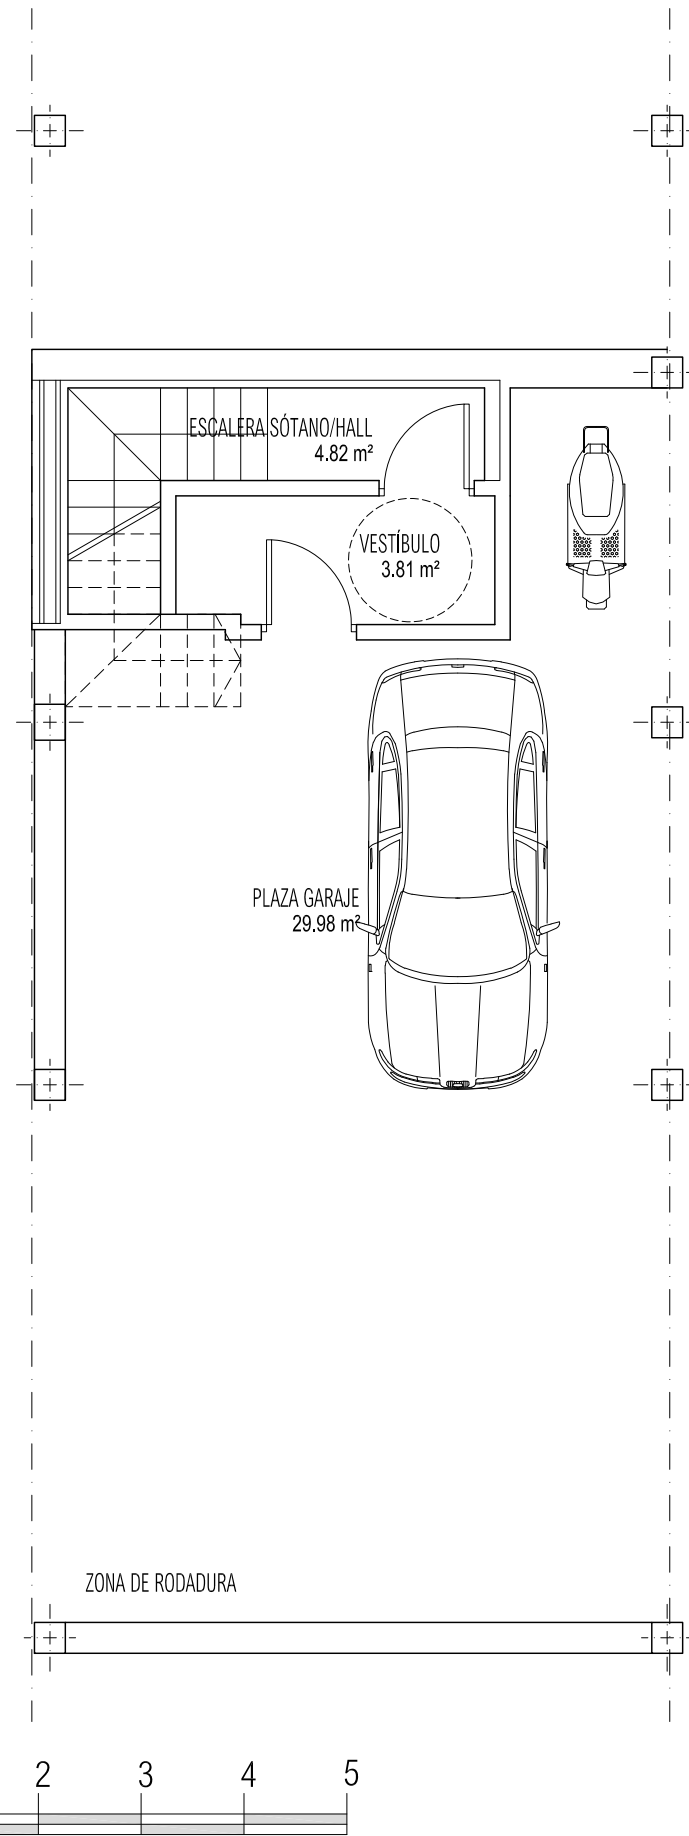 ESCALERA SÓTANO/HALL
4.82 m²
VESTÍBULO
3.81 m²
PLAZA GARAJE
29.98 m²
ZONA DE RODADURA
2 3 4 5